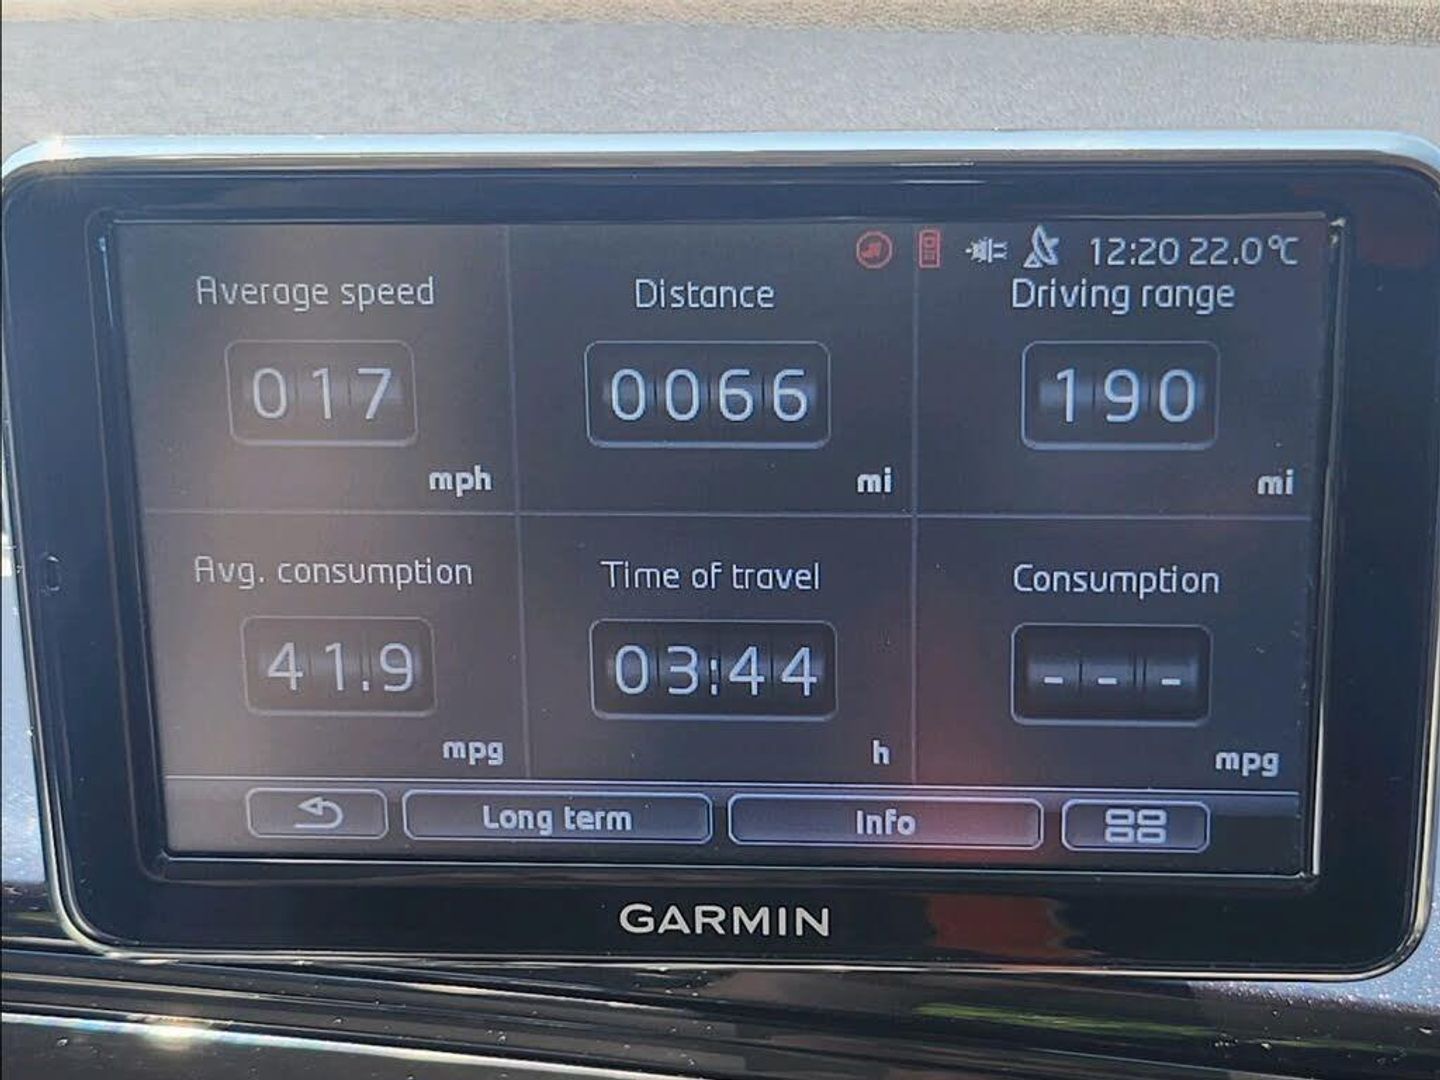 12:20 22.0°C
Average speed
Distance
Driving range
017
0066
190
mph
mi
mi
Avg. consumption
Time of travel
Consumption
41.9
03:44
---
mpg
h
mpg
Long term
Info
GARMIN